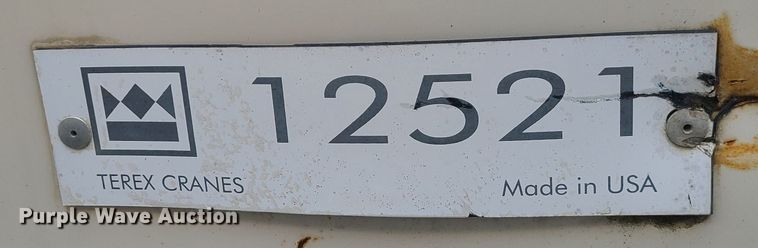 12521
TEREX CRANES
Made in USA
Purple Wave Auction